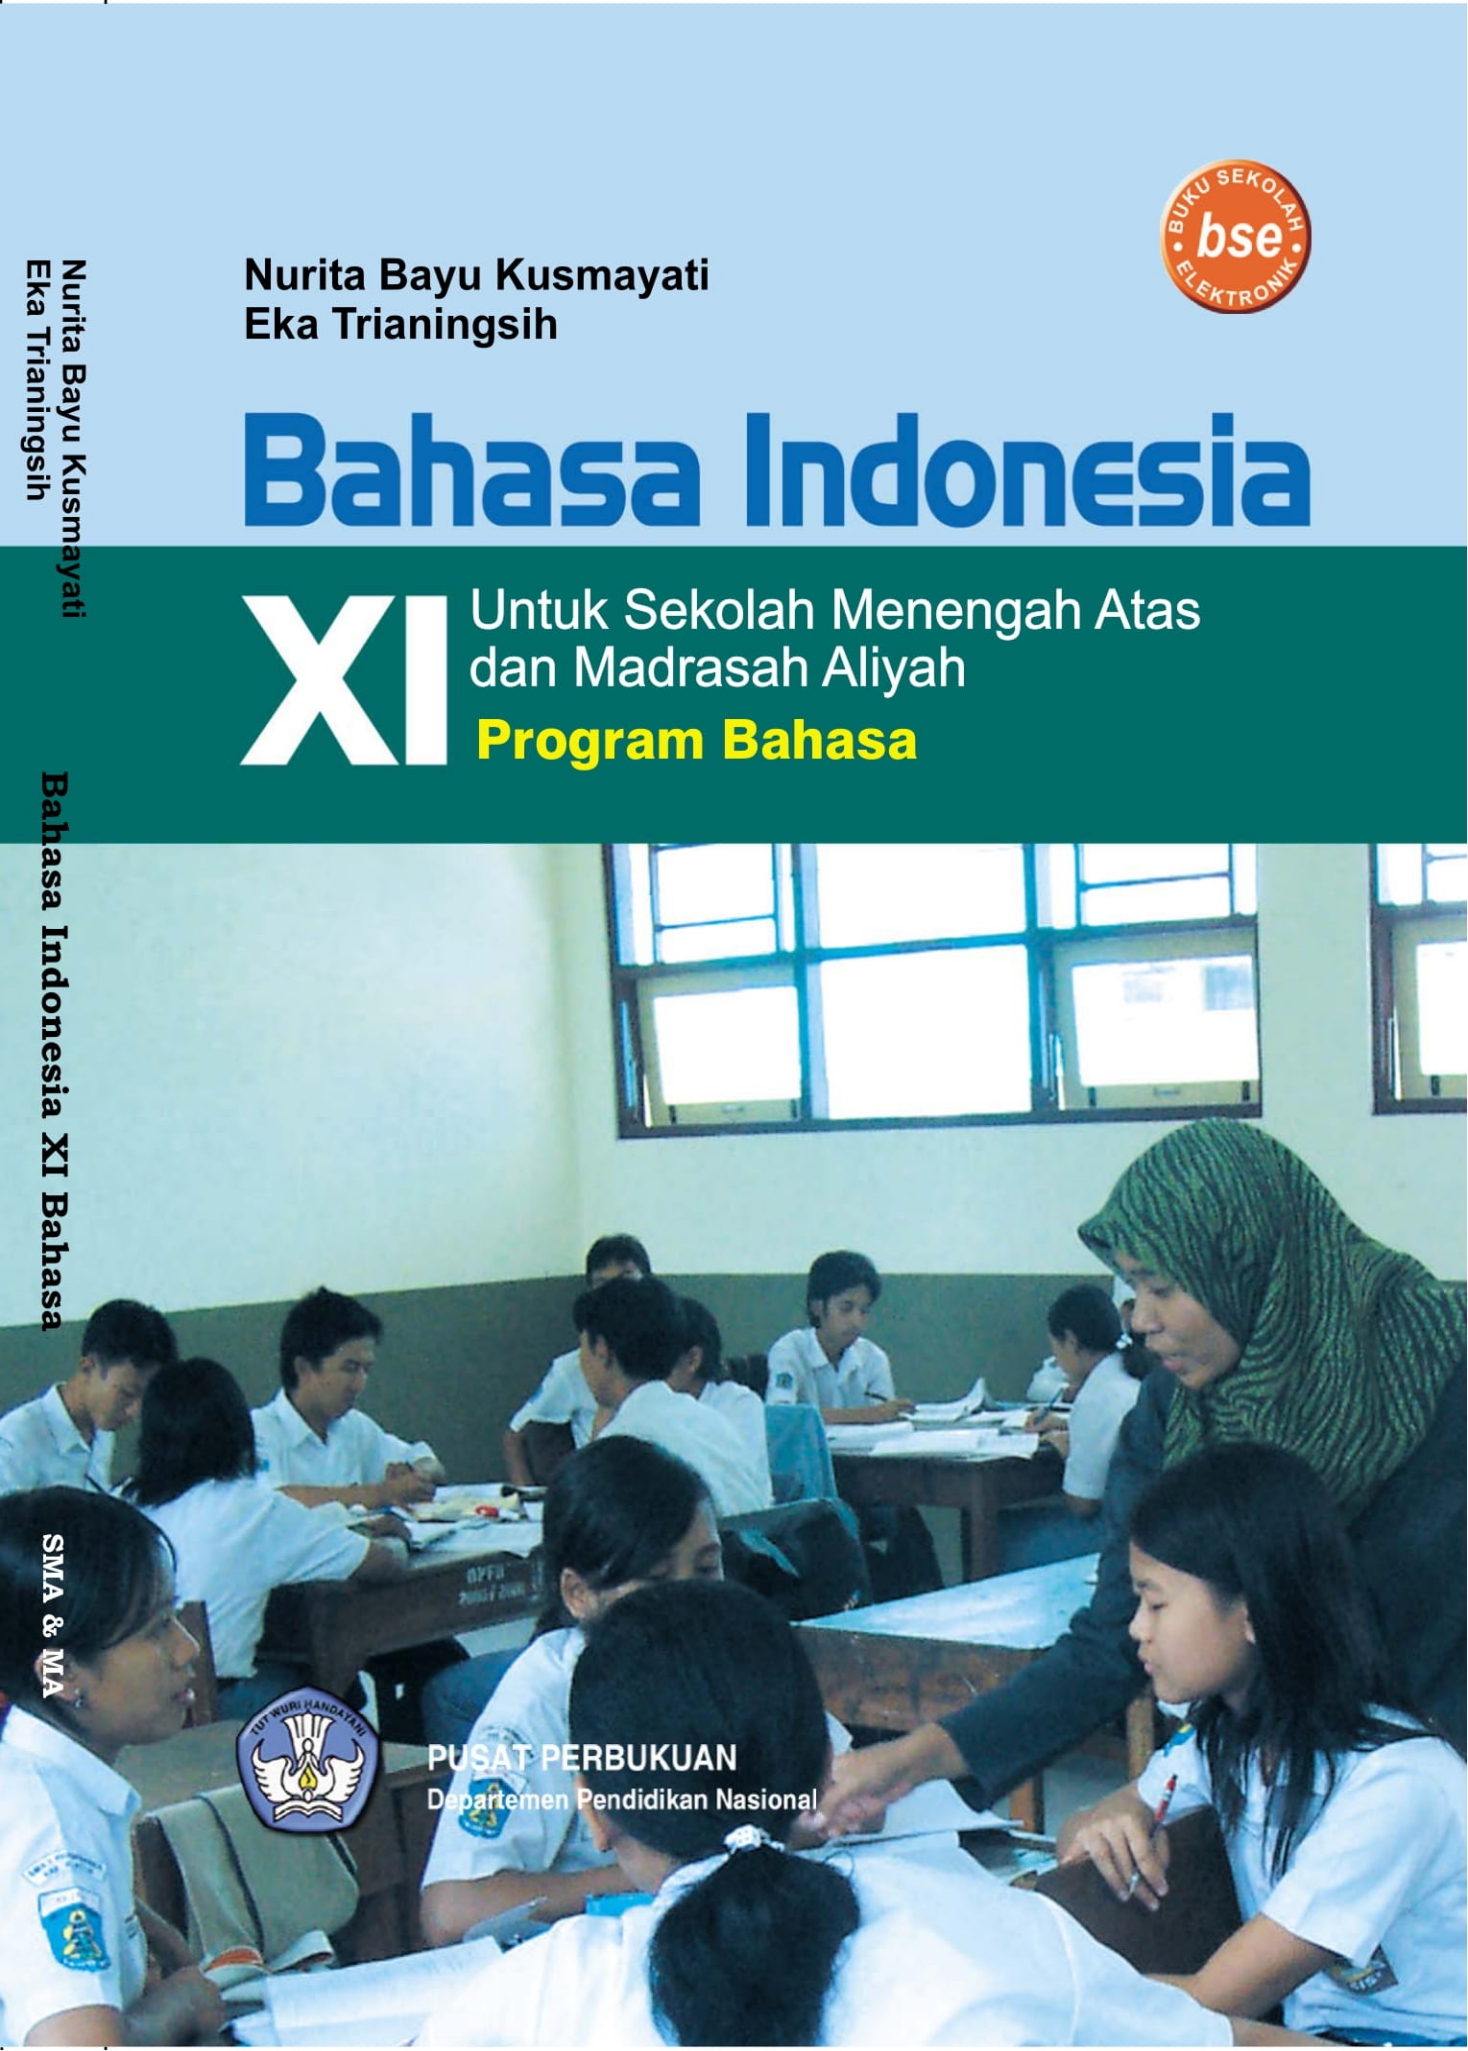 BUKU SEKOLAH
bse
ELEKTRONIK
Nurita Bayu Kusmayati
Eka Trianingsih
Bahasa Indonesia
XI
Untuk Sekolah Menengah Atas
dan Madrasah Aliyah
Program Bahasa
Nurita Bayu Kusmayati
Eka Trianingsih
Bahasa Indonesia XI Bahasa
SMA & MA
TUT WURI HANDAYANI
PUSAT PERBUKUAN
Departemen Pendidikan Nasional